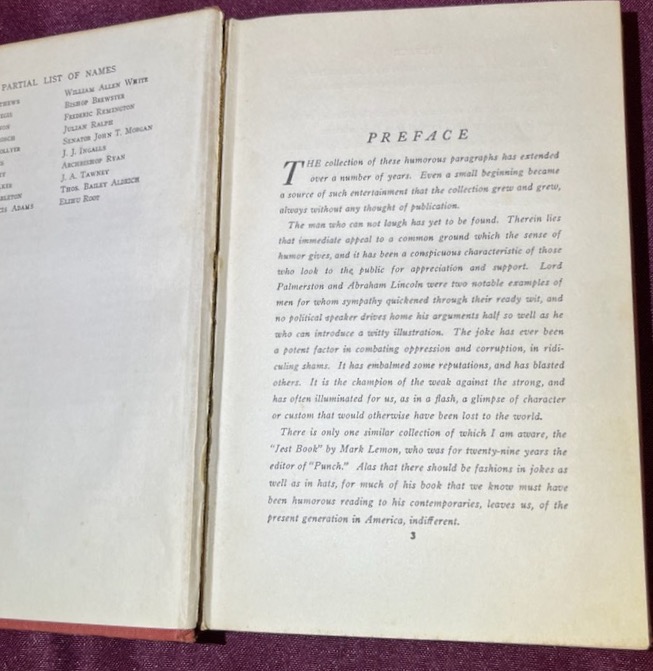 PARTIAL LIST OF NAMES
WILLIAM ALLEN WHITE
BISHOP BREWSTER
FREDERIC REMINGTON
JULIAN RALPH
SENATOR JOHN T. MORGAN
J. J. INGALLS
ARCHBISHOP RYAN
J. A. TAWNEY
THOS. BAILEY ALDRICH
ADAMS ELIHU ROOT
PREFACE
THE collection of these humorous paragraphs has extended
over a number of years. Even a small beginning became
a source of such entertainment that the collection grew and grew,
always without any thought of publication.
The man who can not laugh has yet to be found. Therein lies
that immediate appeal to a common ground which the sense of
humor gives, and it has been a conspicuous characteristic of those
who look to the public for appreciation and support. Lord
Palmerston and Abraham Lincoln were two notable examples of
men for whom sympathy quickened through their ready wit, and
no political speaker drives home his arguments half so well as he
who can introduce a witty illustration. The joke has ever been
a potent factor in combating oppression and corruption, in ridi-
culing shams. It has embalmed some reputations, and has blasted
others. It is the champion of the weak against the strong, and
has often illuminated for us, as in a flash, a glimpse of character
or custom that would otherwise have been lost to the world.
There is only one similar collection of which I am aware, the
"Jest Book" by Mark Lemon, who was for twenty-nine years the
editor of "Punch." Alas that there should be fashions in jokes as
well as in hats, for much of his book that we know must have
been humorous reading to his contemporaries, leaves us, of the
present generation in America, indifferent.
3